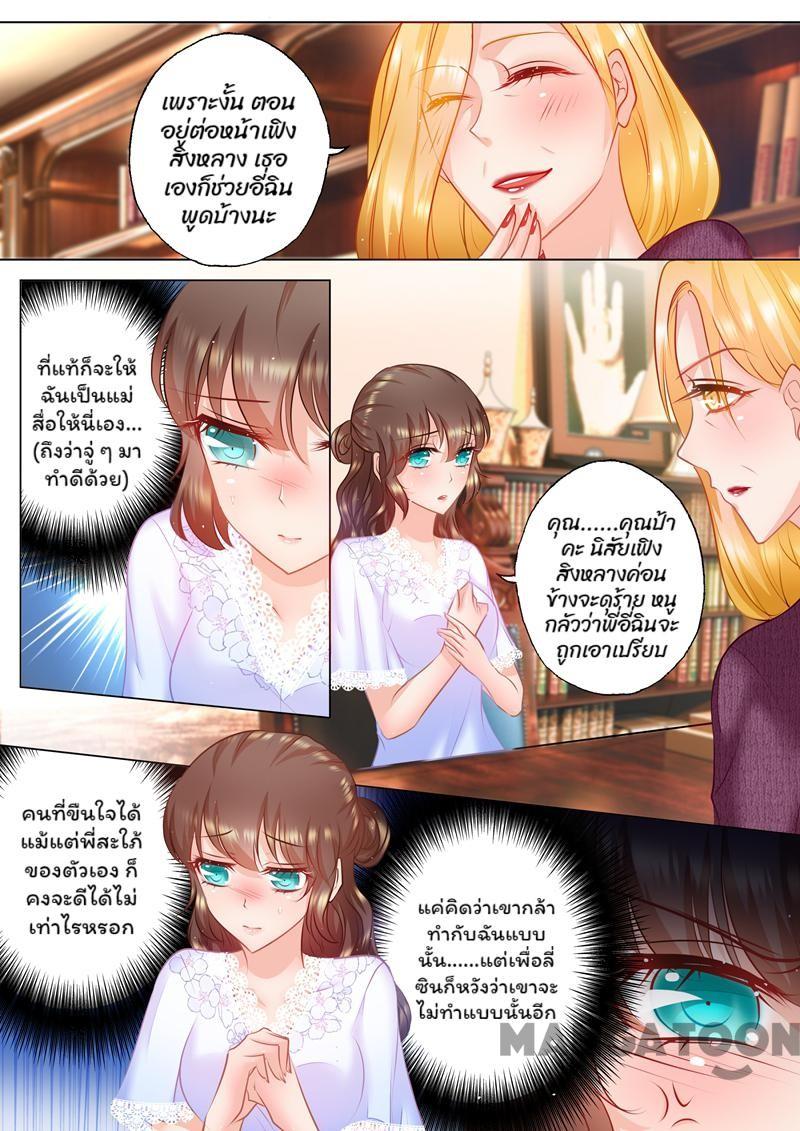 เพราะงั้น ตอน
อยู่ต่อหน้าเฟิง
สิงหลาง เธอ
เองก็ช่วยอี่ฉิน
พูดบ้างนะ
ที่แท้ก็จะให้
ฉันเป็นแม่
สื่อให้นี่เอง...
(ถึงว่าจู่ ๆ มา
ทำดีด้วย)
คุณ......คุณป้า
คะ นิสัยเฟิง
สิงหลางค่อน
ข้างจะดุร้าย หนู
กลัวว่าพี่อี่ฉินจะ
ถูกเอาเปรียบ
คนที่ขืนใจได้
แม้แต่พี่สะใภ้
ของตัวเอง ก็
คงจะดีได้ไม่
เท่าไรหรอก
แค่คิดว่าเขากล้า
ทำกับฉันแบบ
นั้น......แต่เพื่อลี่
ซินก็หวังว่าเขาจะ
ไม่ทำแบบนั้นอีก
MANGATOON